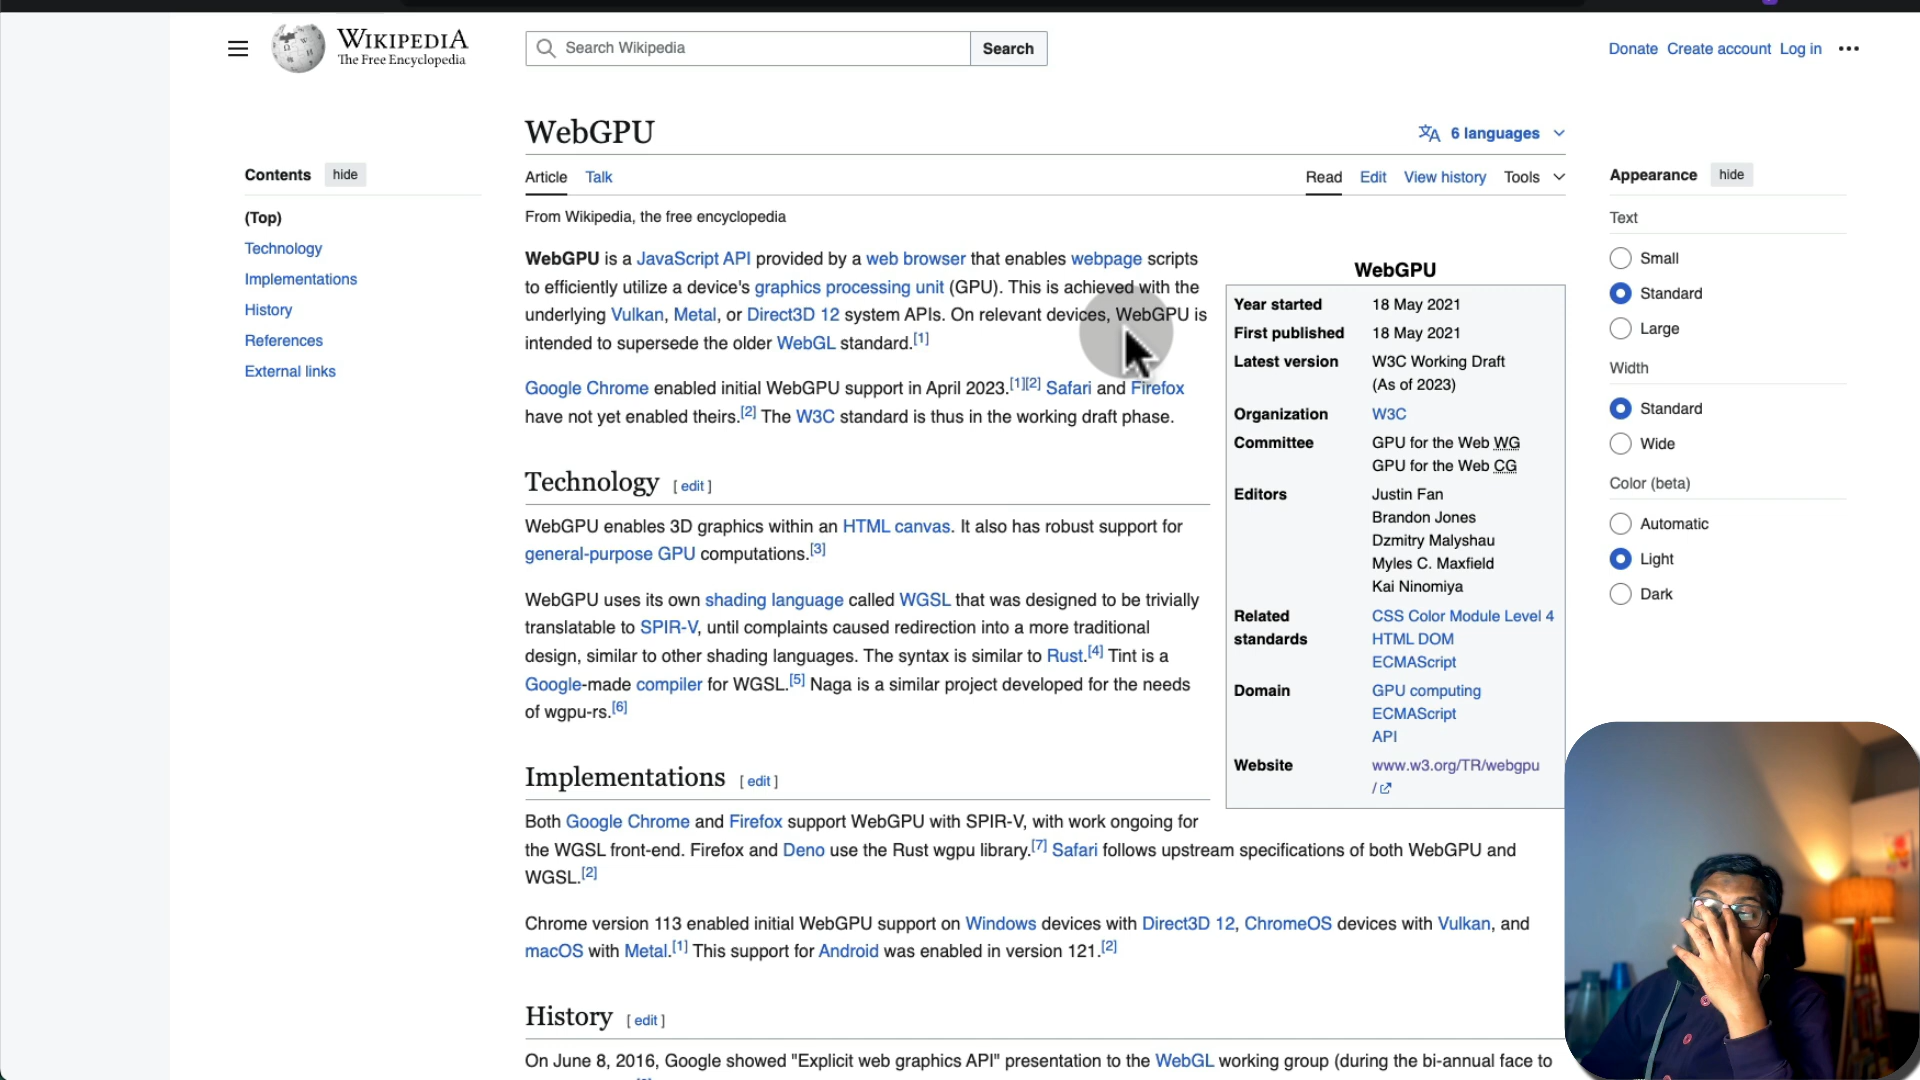 WIKIPEDIA
The Free Encyclopedia
Search Wikipedia
Search
Donate Create account Log in
WebGPU
6 languages
Contents hide
(Top)
Technology
Implementations
History
References
External links
Article Talk
Read Edit View history Tools
From Wikipedia, the free encyclopedia
WebGPU is a JavaScript API provided by a web browser that enables webpage scripts
to efficiently utilize a device's graphics processing unit (GPU). This is achieved with the
underlying Vulkan, Metal, or Direct3D 12 system APIs. On relevant devices, WebGPU is
intended to supersede the older WebGL standard.[1]
Google Chrome enabled initial WebGPU support in April 2023.[1][2] Safari and Firefox
have not yet enabled theirs.[2] The W3C standard is thus in the working draft phase.
Technology [ edit ]
WebGPU enables 3D graphics within an HTML canvas. It also has robust support for
general-purpose GPU computations.[3]
WebGPU uses its own shading language called WGSL that was designed to be trivially
translatable to SPIR-V, until complaints caused redirection into a more traditional
design, similar to other shading languages. The syntax is similar to Rust.[4] Tint is a
Google-made compiler for WGSL.[5] Naga is a similar project developed for the needs
of wgpu-rs.[6]
Implementations [ edit ]
Both Google Chrome and Firefox support WebGPU with SPIR-V, with work ongoing for
the WGSL front-end. Firefox and Deno use the Rust wgpu library.[7] Safari follows upstream specifications of both WebGPU and
WGSL.[2]
Chrome version 113 enabled initial WebGPU support on Windows devices with Direct3D 12, ChromeOS devices with Vulkan, and
macOS with Metal.[1] This support for Android was enabled in version 121.[2]
History [ edit ]
On June 8, 2016, Google showed "Explicit web graphics API" presentation to the WebGL working group (during the bi-annual face to
WebGPU
Year started 18 May 2021
First published 18 May 2021
Latest version W3C Working Draft
(As of 2023)
Organization W3C
Committee GPU for the Web WG
GPU for the Web CG
Editors Justin Fan
Brandon Jones
Dzmitry Malyshau
Myles C. Maxfield
Kai Ninomiya
Related CSS Color Module Level 4
standards HTML DOM
ECMAScript
Domain GPU computing
ECMAScript
API
Website www.w3.org/TR/webgpu
/
Appearance hide
Text
Small
Standard
Large
Width
Standard
Wide
Color (beta)
Automatic
Light
Dark